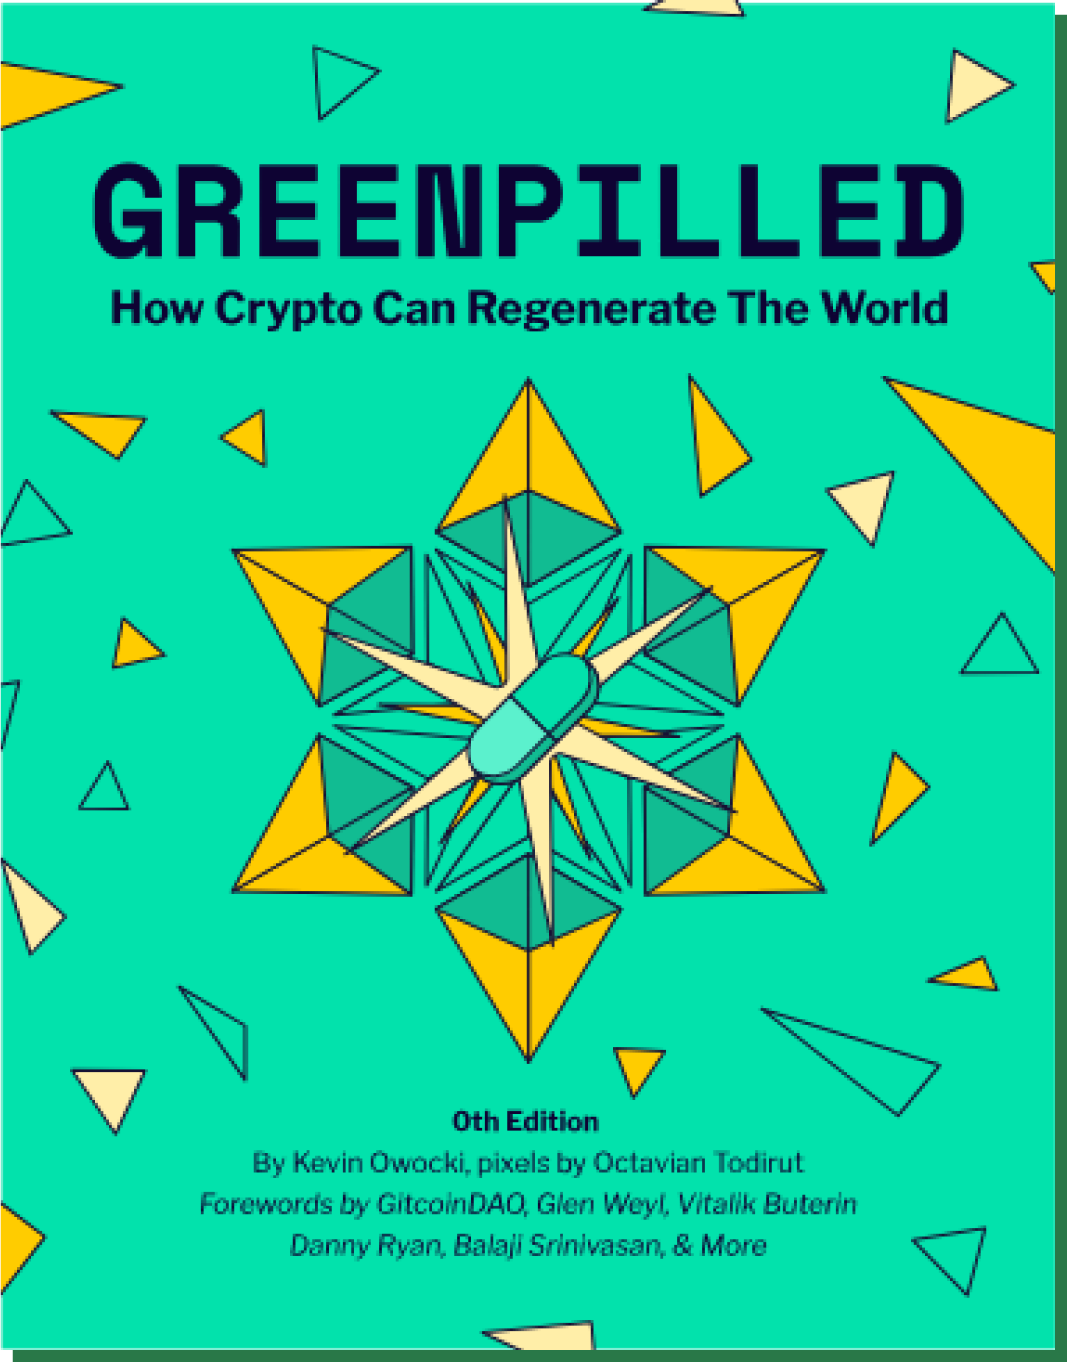 GREENPILLED
How Crypto Can Regenerate The World
0th Edition
By Kevin Owocki, pixels by Octavian Todirut
Forewords by GitcoinDAO, Glen Weyl, Vitalik Buterin
Danny Ryan, Balaji Srinivasan, & More